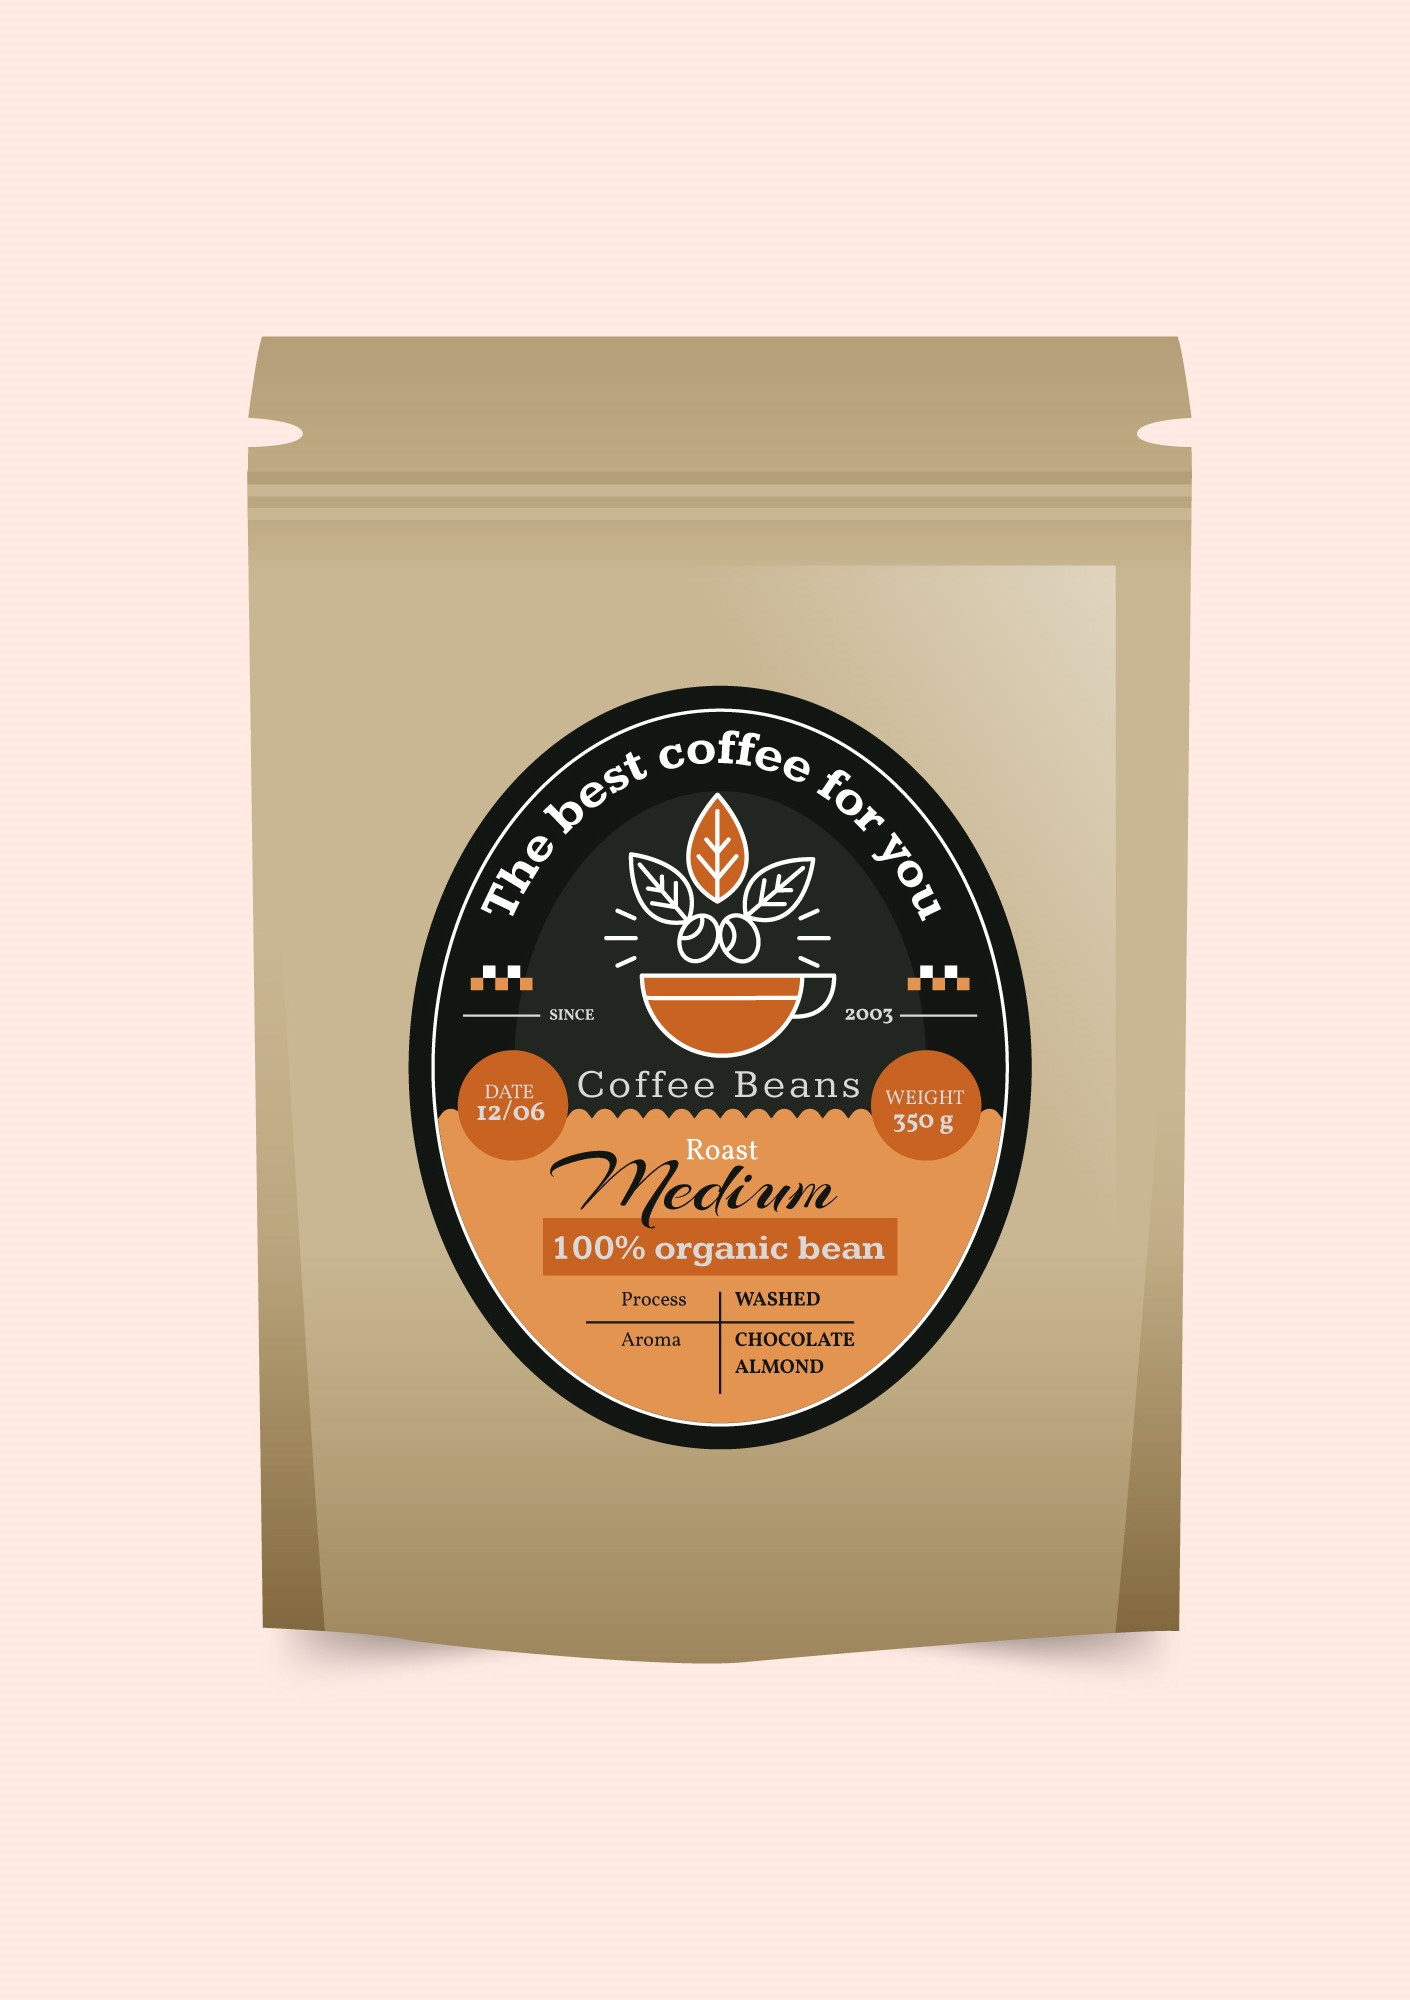 The best coffee for you
SINCE
2003
Coffee Beans
DATE
12/06
WEIGHT
350 g
Roast
Medium
100% organic bean
Process WASHED
Aroma CHOCOLATE
ALMOND